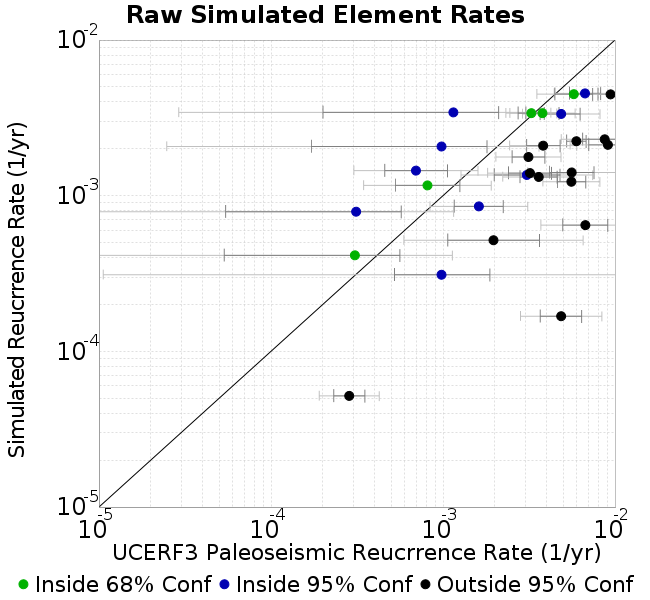 Raw Simulated Element Rates
Simulated Reucrrence Rate (1/yr)
10-2
10-3
10-4
10-5
10-5
10-4
10-3
10-2
UCERF3 Paleoseismic Reucrrence Rate (1/yr)
Inside 68% Conf Inside 95% Conf Outside 95% Conf